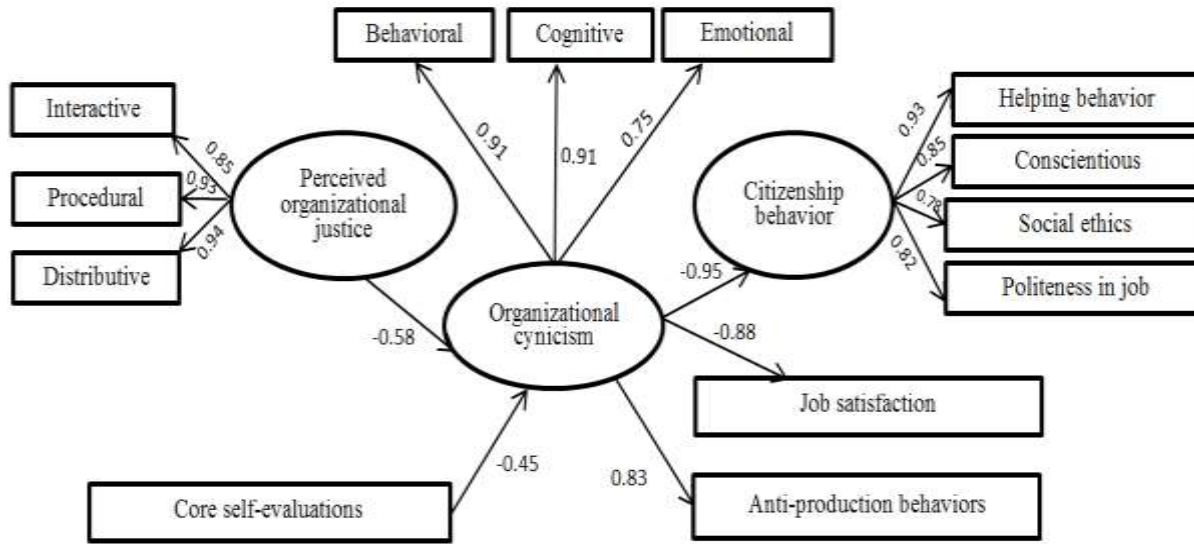 Behavioral
Cognitive
Emotional
Interactive
Procedural
Distributive
0.85
0.93
0.94
Perceived
organizational
justice
0.91
0.91
0.75
Citizenship
behavior
0.93
0.85
0.78
0.82
Helping behavior
Conscientious
Social ethics
Politeness in job
-0.58
Organizational
cynicism
-0.95
-0.88
Job satisfaction
-0.45
0.83
Core self-evaluations
Anti-production behaviors